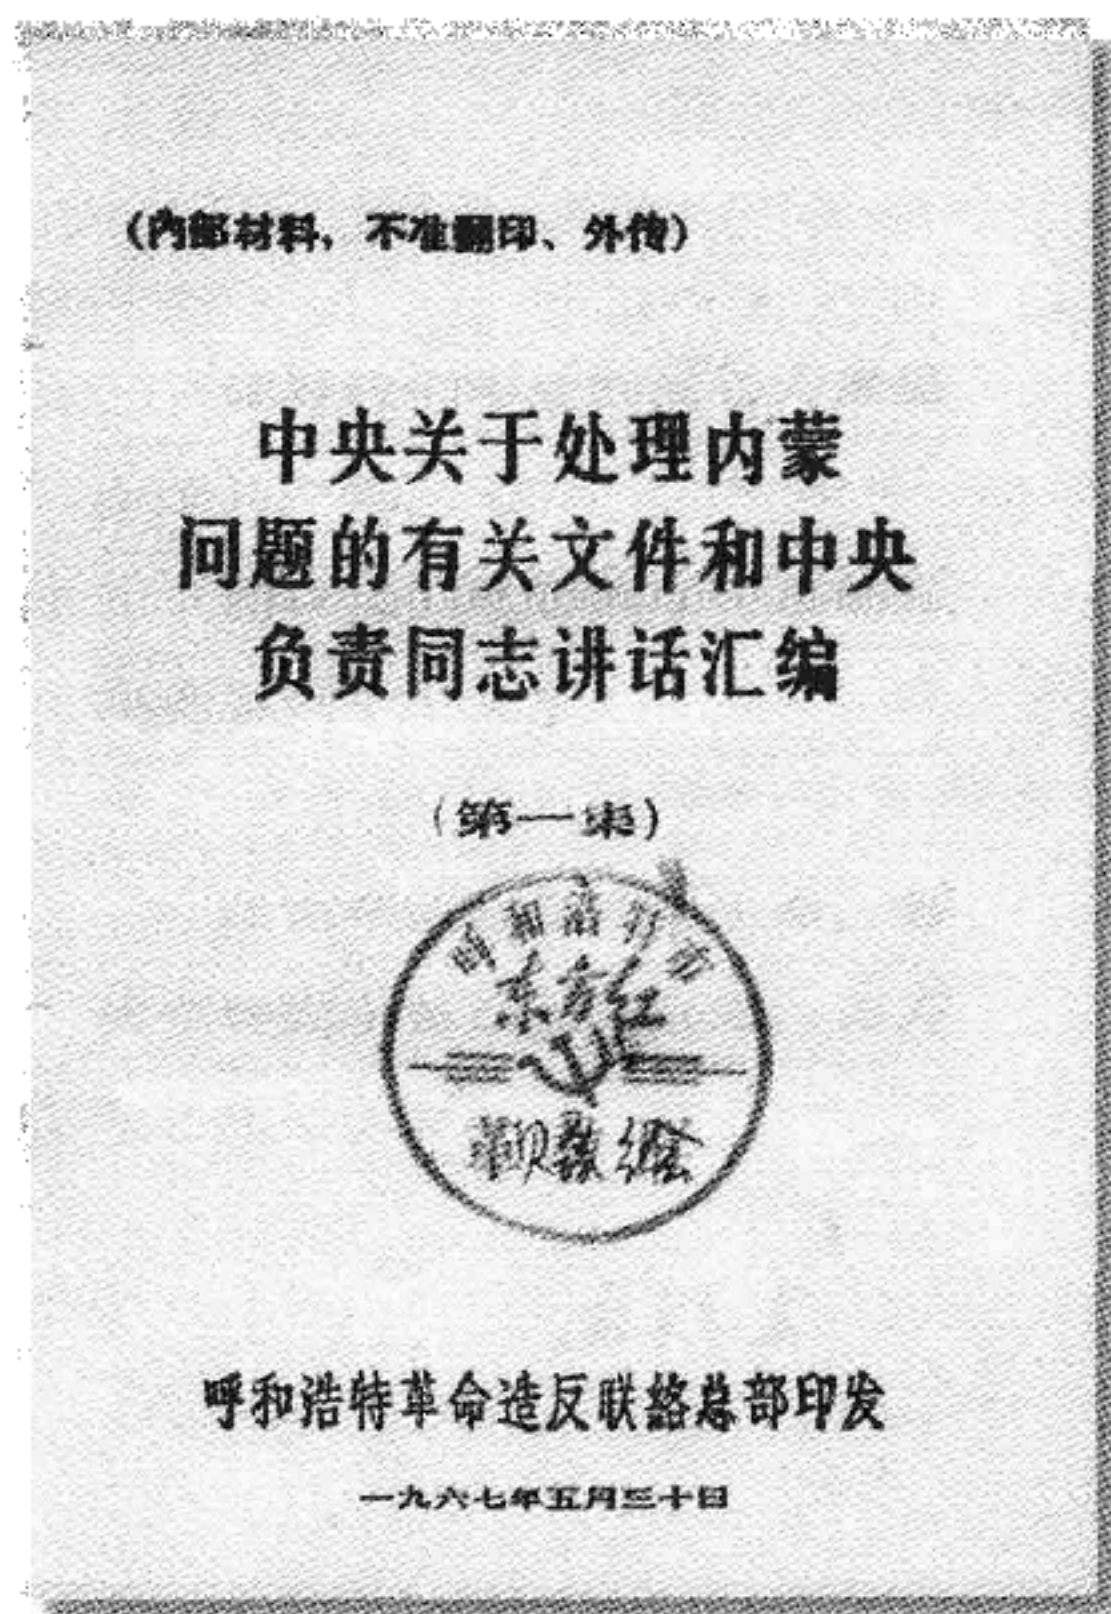 (内部材料，不准翻印、外传)
中央关于处理内蒙
问题的有关文件和中央
负责同志讲话汇编
(第一集)
呼和浩特市
东方红
呼和浩特革命造反联络总部印发
一九六七年五月三十日